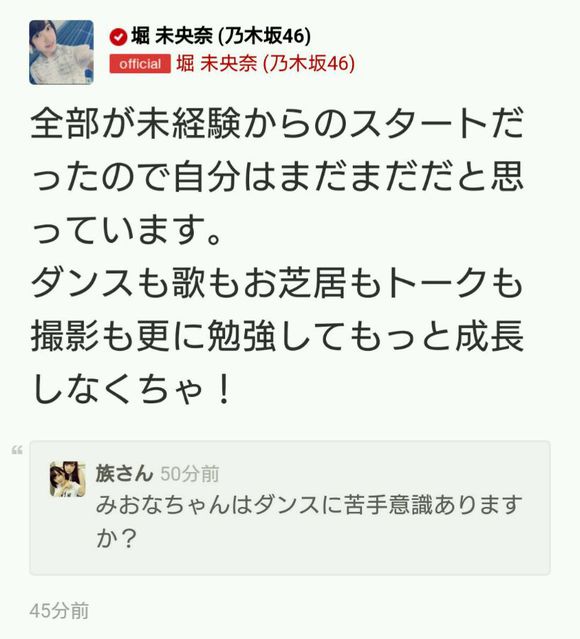 堀 未央奈 (乃木坂46)
official 堀 未央奈 (乃木坂46)
全部が未経験からのスタートだ
ったので自分はまだまだだと思
っています。
ダンスも歌もお芝居もトークも
撮影も更に勉強してもっと成長
しなくちゃ！
族さん 50分前
みおなちゃんはダンスに苦手意識あります
か？
45分前